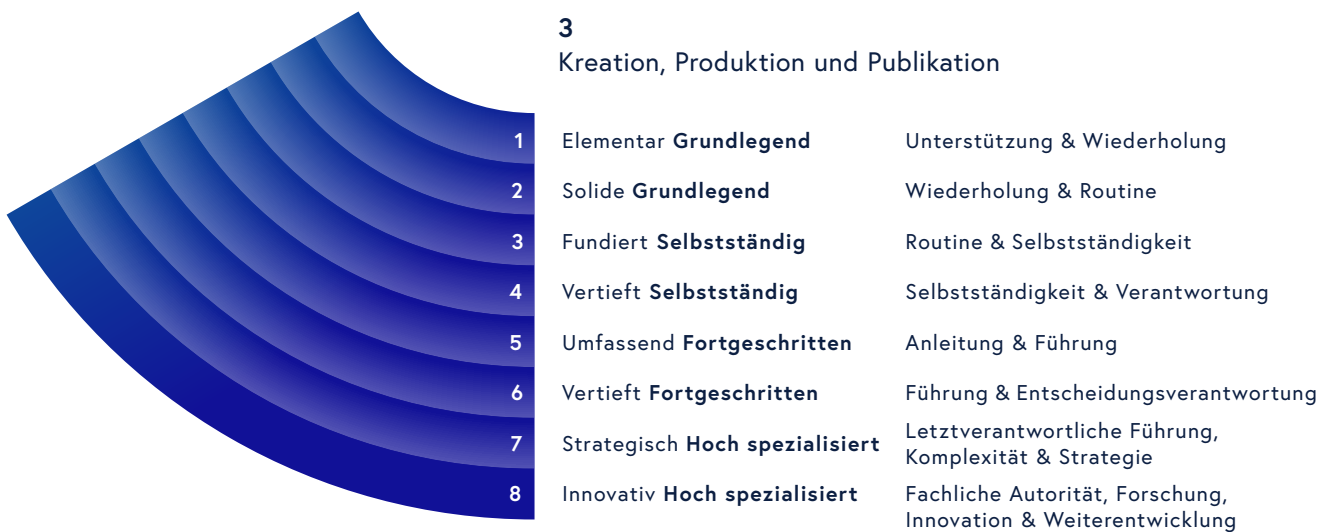 3
Kreation, Produktion und Publikation
1 Elementar Grundlegend Unterstützung & Wiederholung
2 Solide Grundlegend Wiederholung & Routine
3 Fundiert Selbstständig Routine & Selbstständigkeit
4 Vertieft Selbstständig Selbstständigkeit & Verantwortung
5 Umfassend Fortgeschritten Anleitung & Führung
6 Vertieft Fortgeschritten Führung & Entscheidungsverantwortung
7 Strategisch Hoch spezialisiert Letztverantwortliche Führung,
Komplexität & Strategie
8 Innovativ Hoch spezialisiert Fachliche Autorität, Forschung,
Innovation & Weiterentwicklung